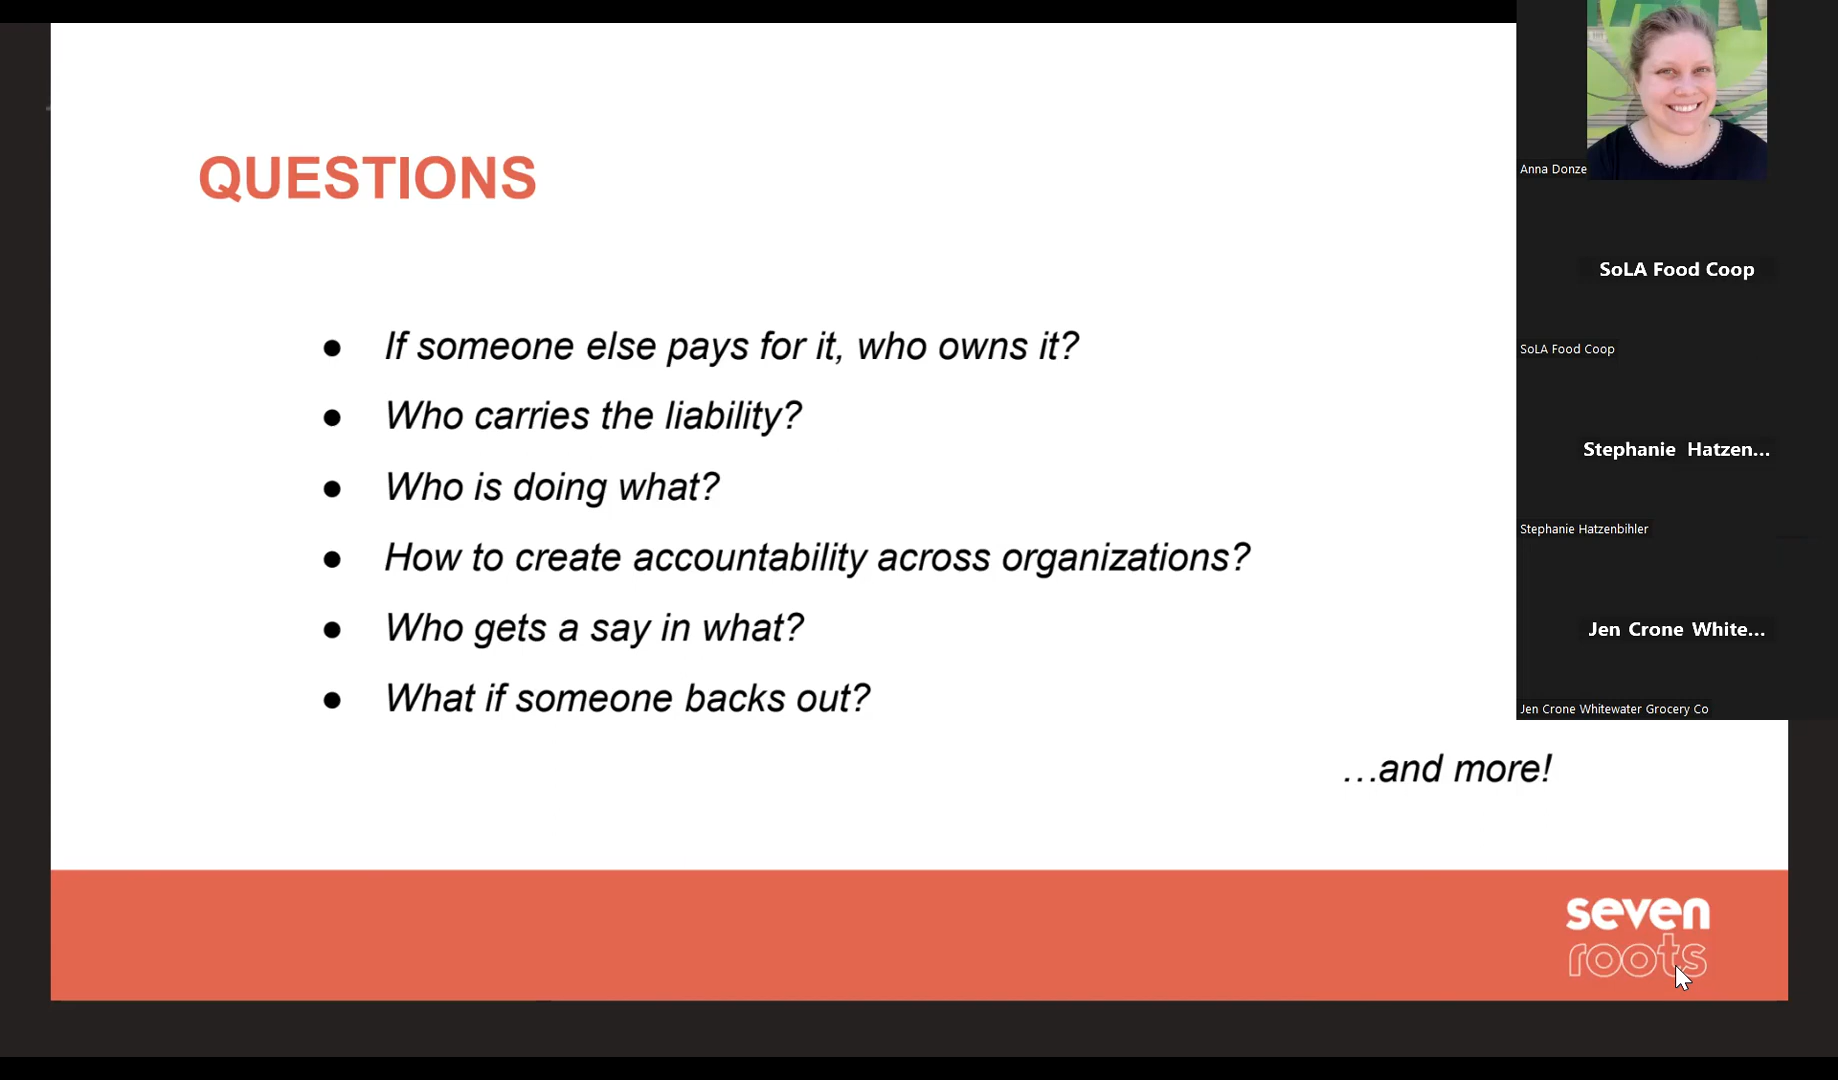 QUESTIONS
● If someone else pays for it, who owns it?
● Who carries the liability?
● Who is doing what?
● How to create accountability across organizations?
● Who gets a say in what?
● What if someone backs out?
…and more!
seven
roots
Anna Donze
SoLA Food Coop
SoLA Food Coop
Stephanie Hatzen...
Stephanie Hatzenbihler
Jen Crone White...
Jen Crone Whitewater Grocery Co